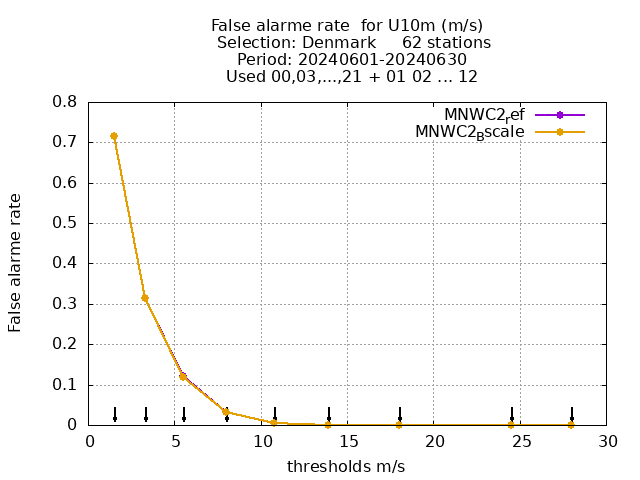 False alarme rate  for U10m (m/s)
Selection: Denmark     62 stations
Period: 20240601-20240630
Used 00,03,...,21 + 01 02 ... 12
MNWC2ref
MNWC2Bscale
0.8
0.7
0.6
0.5
0.4
0.3
0.2
0.1
0
False alarme rate
0 5 10 15 20 25 30
thresholds m/s